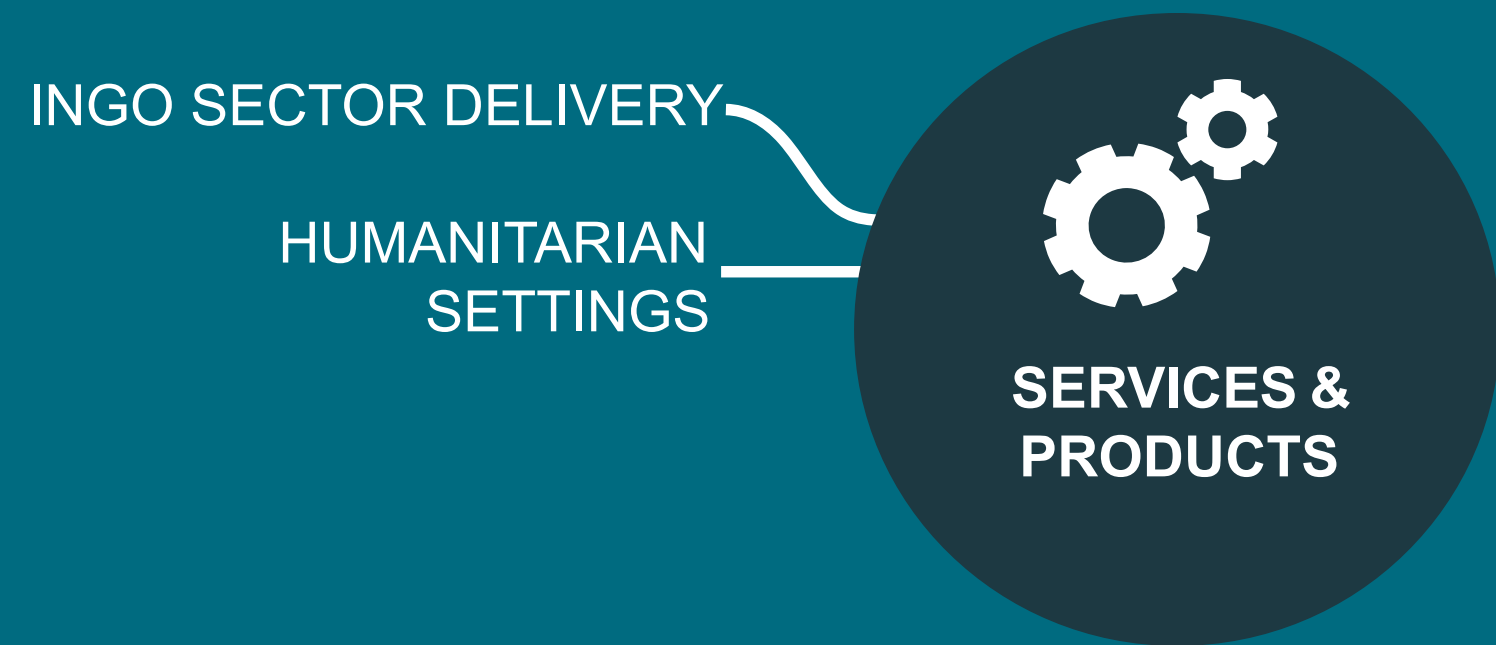 INGO SECTOR DELIVERY
HUMANITARIAN
SETTINGS
SERVICES &
PRODUCTS